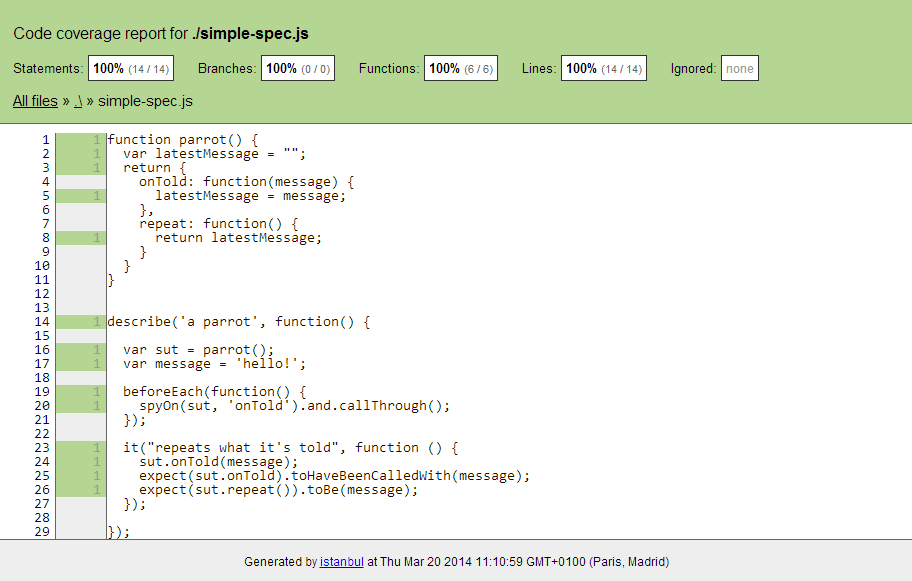 Code coverage report for ./simple-spec.js
Statements: 100% (14 / 14) Branches: 100% (0 / 0) Functions: 100% (6 / 6) Lines: 100% (14 / 14) Ignored: none
All files » .\ » simple-spec.js
1 1 function parrot() {
2 1 var latestMessage = "";
3 1 return {
4 onTold: function(message) {
5 1 latestMessage = message;
6 },
7 repeat: function() {
8 1 return latestMessage;
9 }
10 }
11 }
12
13
14 1 describe('a parrot', function() {
15
16 1 var sut = parrot();
17 1 var message = 'hello!';
18
19 1 beforeEach(function() {
20 1 spyOn(sut, 'onTold').and.callThrough();
21 });
22
23 1 it("repeats what it's told", function () {
24 1 sut.onTold(message);
25 1 expect(sut.onTold).toHaveBeenCalledWith(message);
26 1 expect(sut.repeat()).toBe(message);
27 });
28
29 });
Generated by istanbul at Thu Mar 20 2014 11:10:59 GMT+0100 (Paris, Madrid)